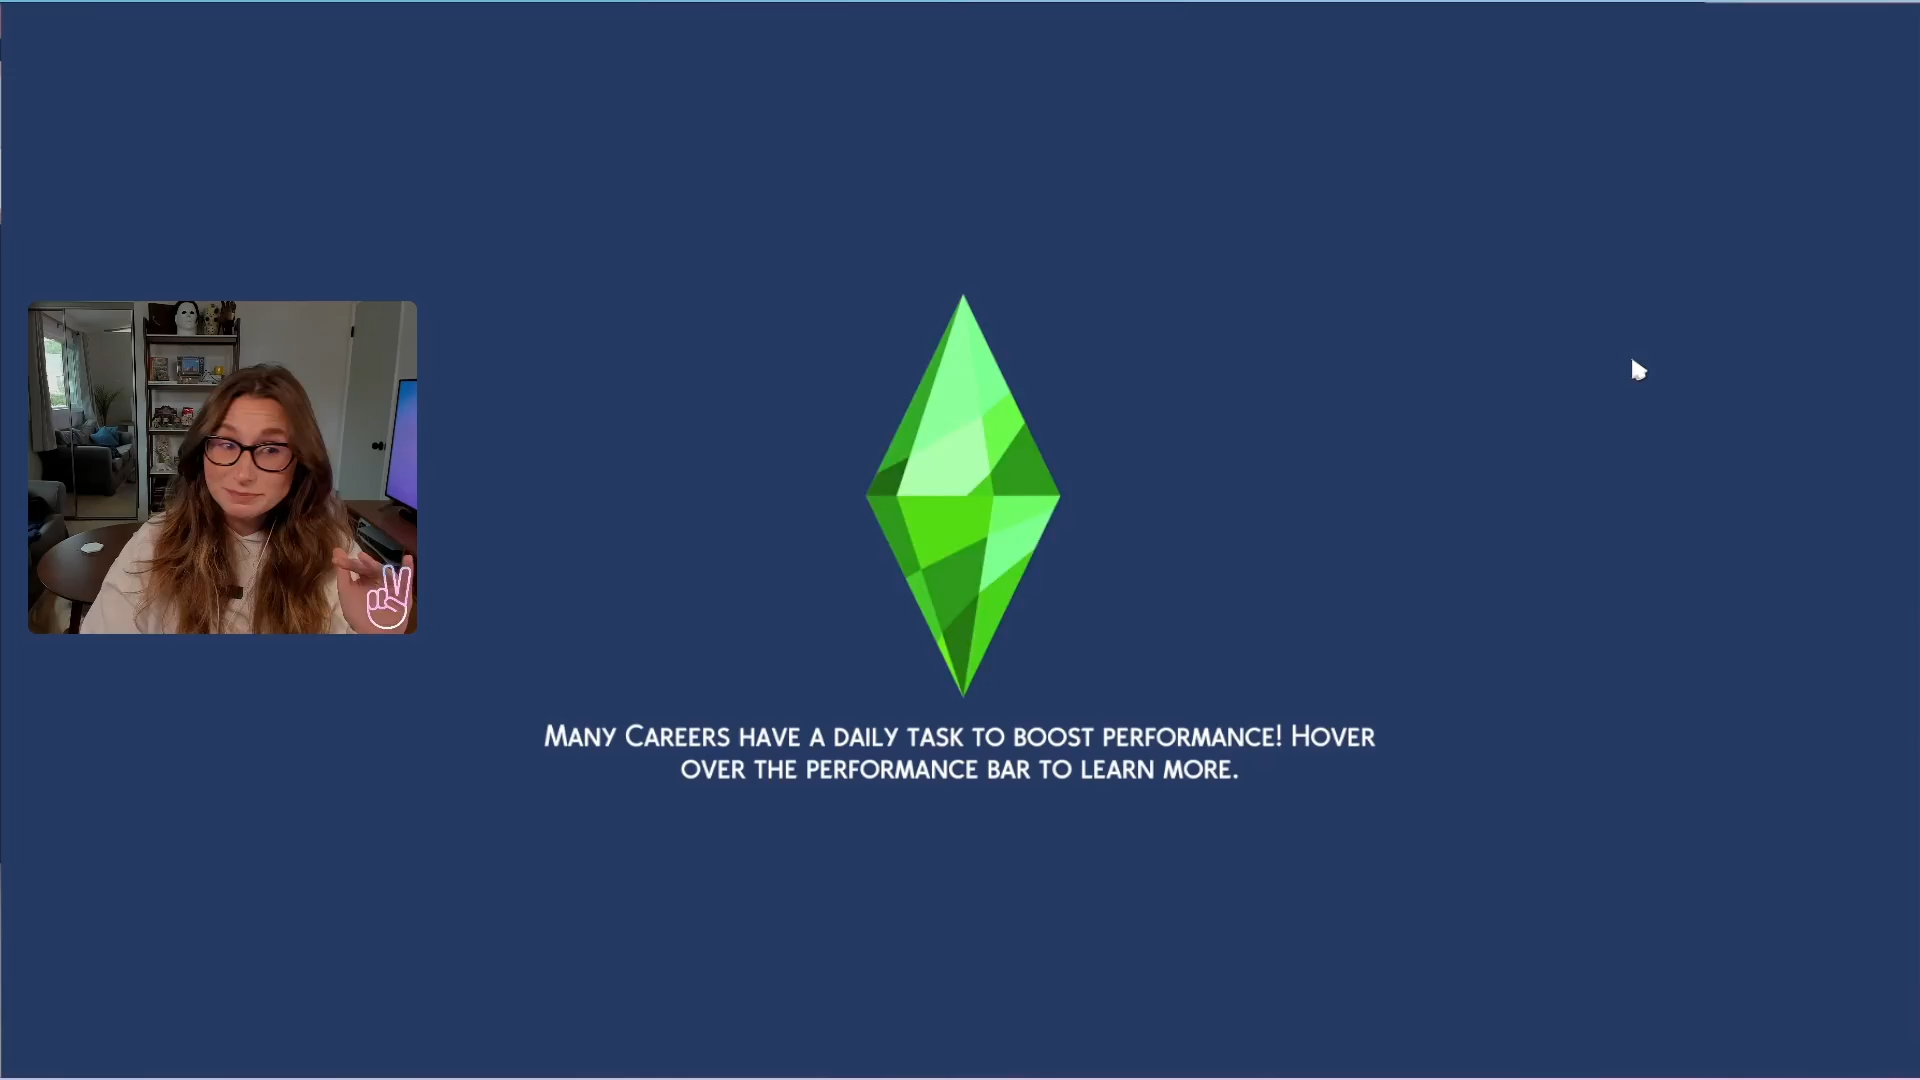 MANY CAREERS HAVE A DAILY TASK TO BOOST PERFORMANCE! HOVER
OVER THE PERFORMANCE BAR TO LEARN MORE.